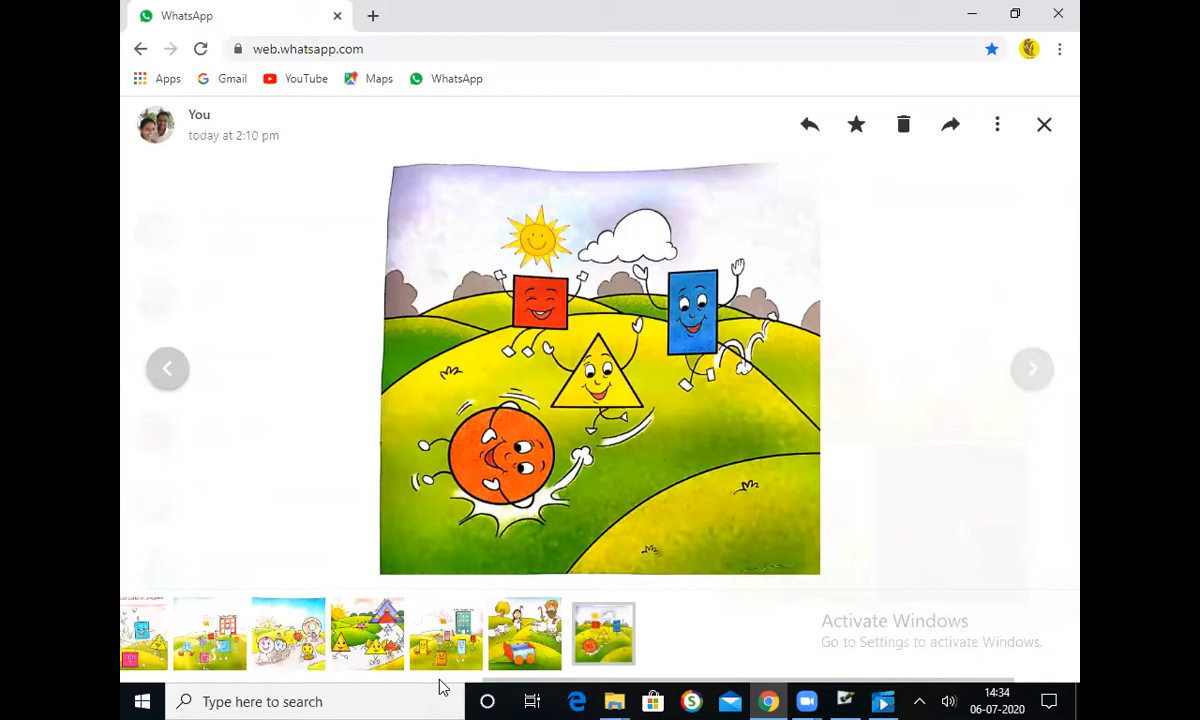 WhatsApp
web.whatsapp.com
Apps
Gmail
YouTube
Maps
WhatsApp
You
today at 2:10 pm
Activate Windows
Go to Settings to activate Windows.
Type here to search
14:34
06-07-2020